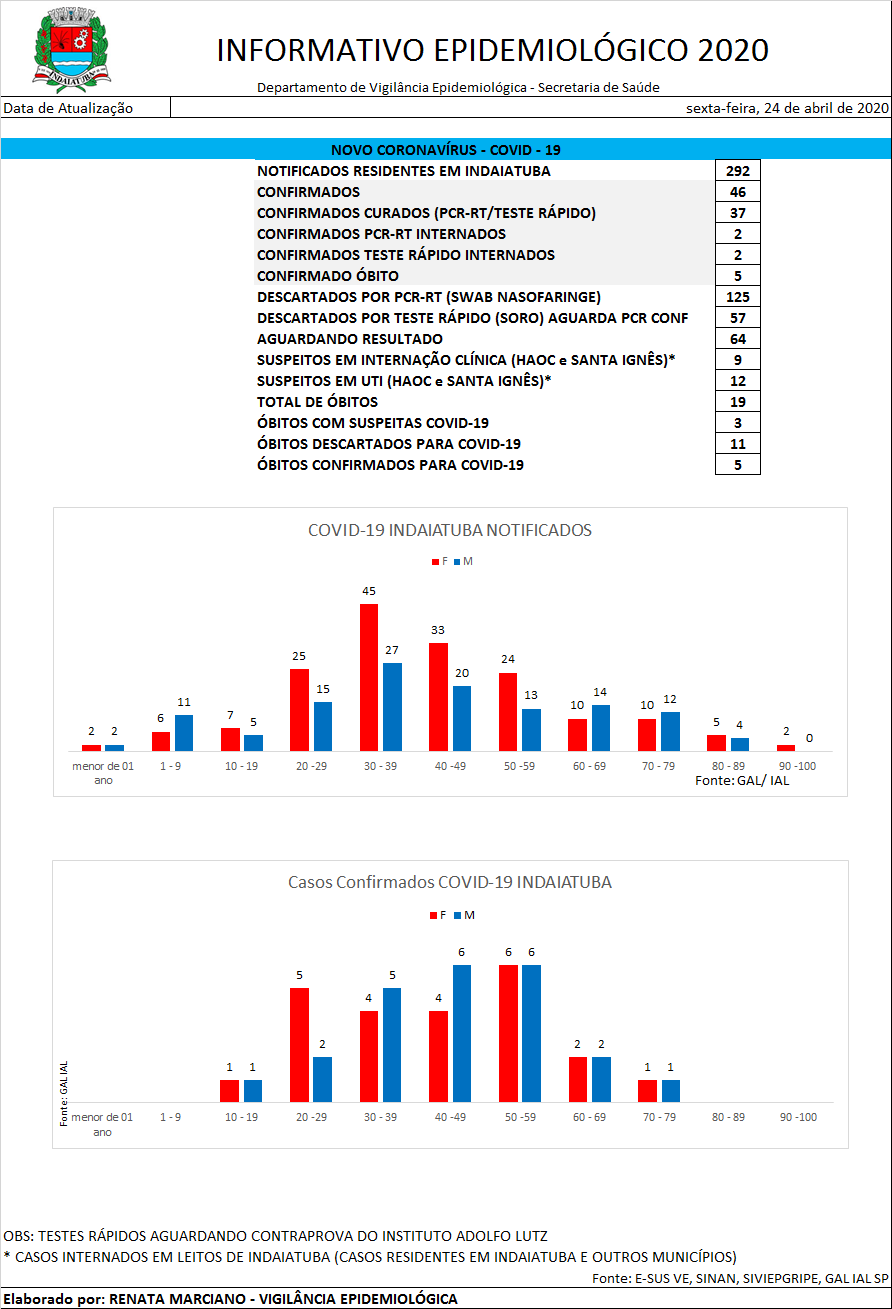 INDAIATUBA
INFORMATIVO EPIDEMIOLÓGICO 2020
Departamento de Vigilância Epidemiológica - Secretaria de Saúde
Data de Atualização sexta-feira, 24 de abril de 2020
NOVO CORONAVÍRUS - COVID - 19
NOTIFICADOS RESIDENTES EM INDAIATUBA 292
CONFIRMADOS 46
CONFIRMADOS CURADOS (PCR-RT/TESTE RÁPIDO) 37
CONFIRMADOS PCR-RT INTERNADOS 2
CONFIRMADOS TESTE RÁPIDO INTERNADOS 2
CONFIRMADO ÓBITO 5
DESCARTADOS POR PCR-RT (SWAB NASOFARINGE) 125
DESCARTADOS POR TESTE RÁPIDO (SORO) AGUARDA PCR CONF 57
AGUARDANDO RESULTADO 64
SUSPEITOS EM INTERNAÇÃO CLÍNICA (HAOC e SANTA IGNÊS)* 9
SUSPEITOS EM UTI (HAOC e SANTA IGNÊS)* 12
TOTAL DE ÓBITOS 19
ÓBITOS COM SUSPEITAS COVID-19 3
ÓBITOS DESCARTADOS PARA COVID-19 11
ÓBITOS CONFIRMADOS PARA COVID-19 5
COVID-19 INDAIATUBA NOTIFICADOS
F M
2 2 6 11 7 5 25 15 45 27 33 20 24 13 10 14 10 12 5 4 2 0
menor de 01 1 - 9 10 - 19 20 -29 30 - 39 40 -49 50 -59 60 - 69 70 - 79 80 - 89 90 -100
ano
Fonte: GAL/ IAL
Casos Confirmados COVID-19 INDAIATUBA
F M
1 1 5 2 4 5 4 6 6 6 2 2 1 1
Fonte: GAL IAL
menor de 01 1 - 9 10 - 19 20 -29 30 - 39 40 -49 50 -59 60 - 69 70 - 79 80 - 89 90 -100
ano
OBS: TESTES RÁPIDOS AGUARDANDO CONTRAPROVA DO INSTITUTO ADOLFO LUTZ
* CASOS INTERNADOS EM LEITOS DE INDAIATUBA (CASOS RESIDENTES EM INDAIATUBA E OUTROS MUNICÍPIOS)
Fonte: E-SUS VE, SINAN, SIVIEPGRIPE, GAL IAL SP
Elaborado por: RENATA MARCIANO - VIGILÂNCIA EPIDEMIOLÓGICA